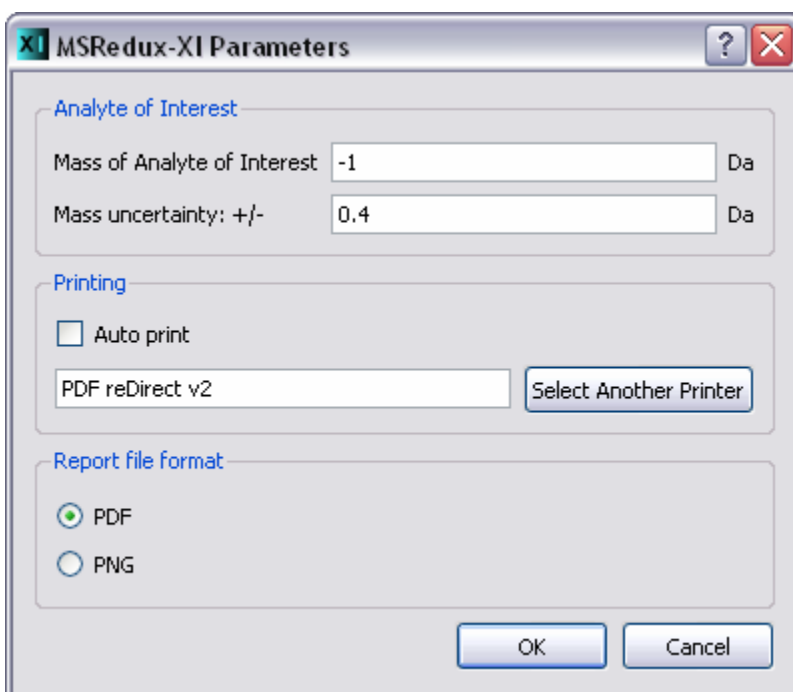 XI MSRedux-XI Parameters ?
Analyte of Interest
Mass of Analyte of Interest -1 Da
Mass uncertainty: +/- 0.4 Da
Printing
Auto print
PDF reDirect v2 Select Another Printer
Report file format
PDF
PNG
OK Cancel